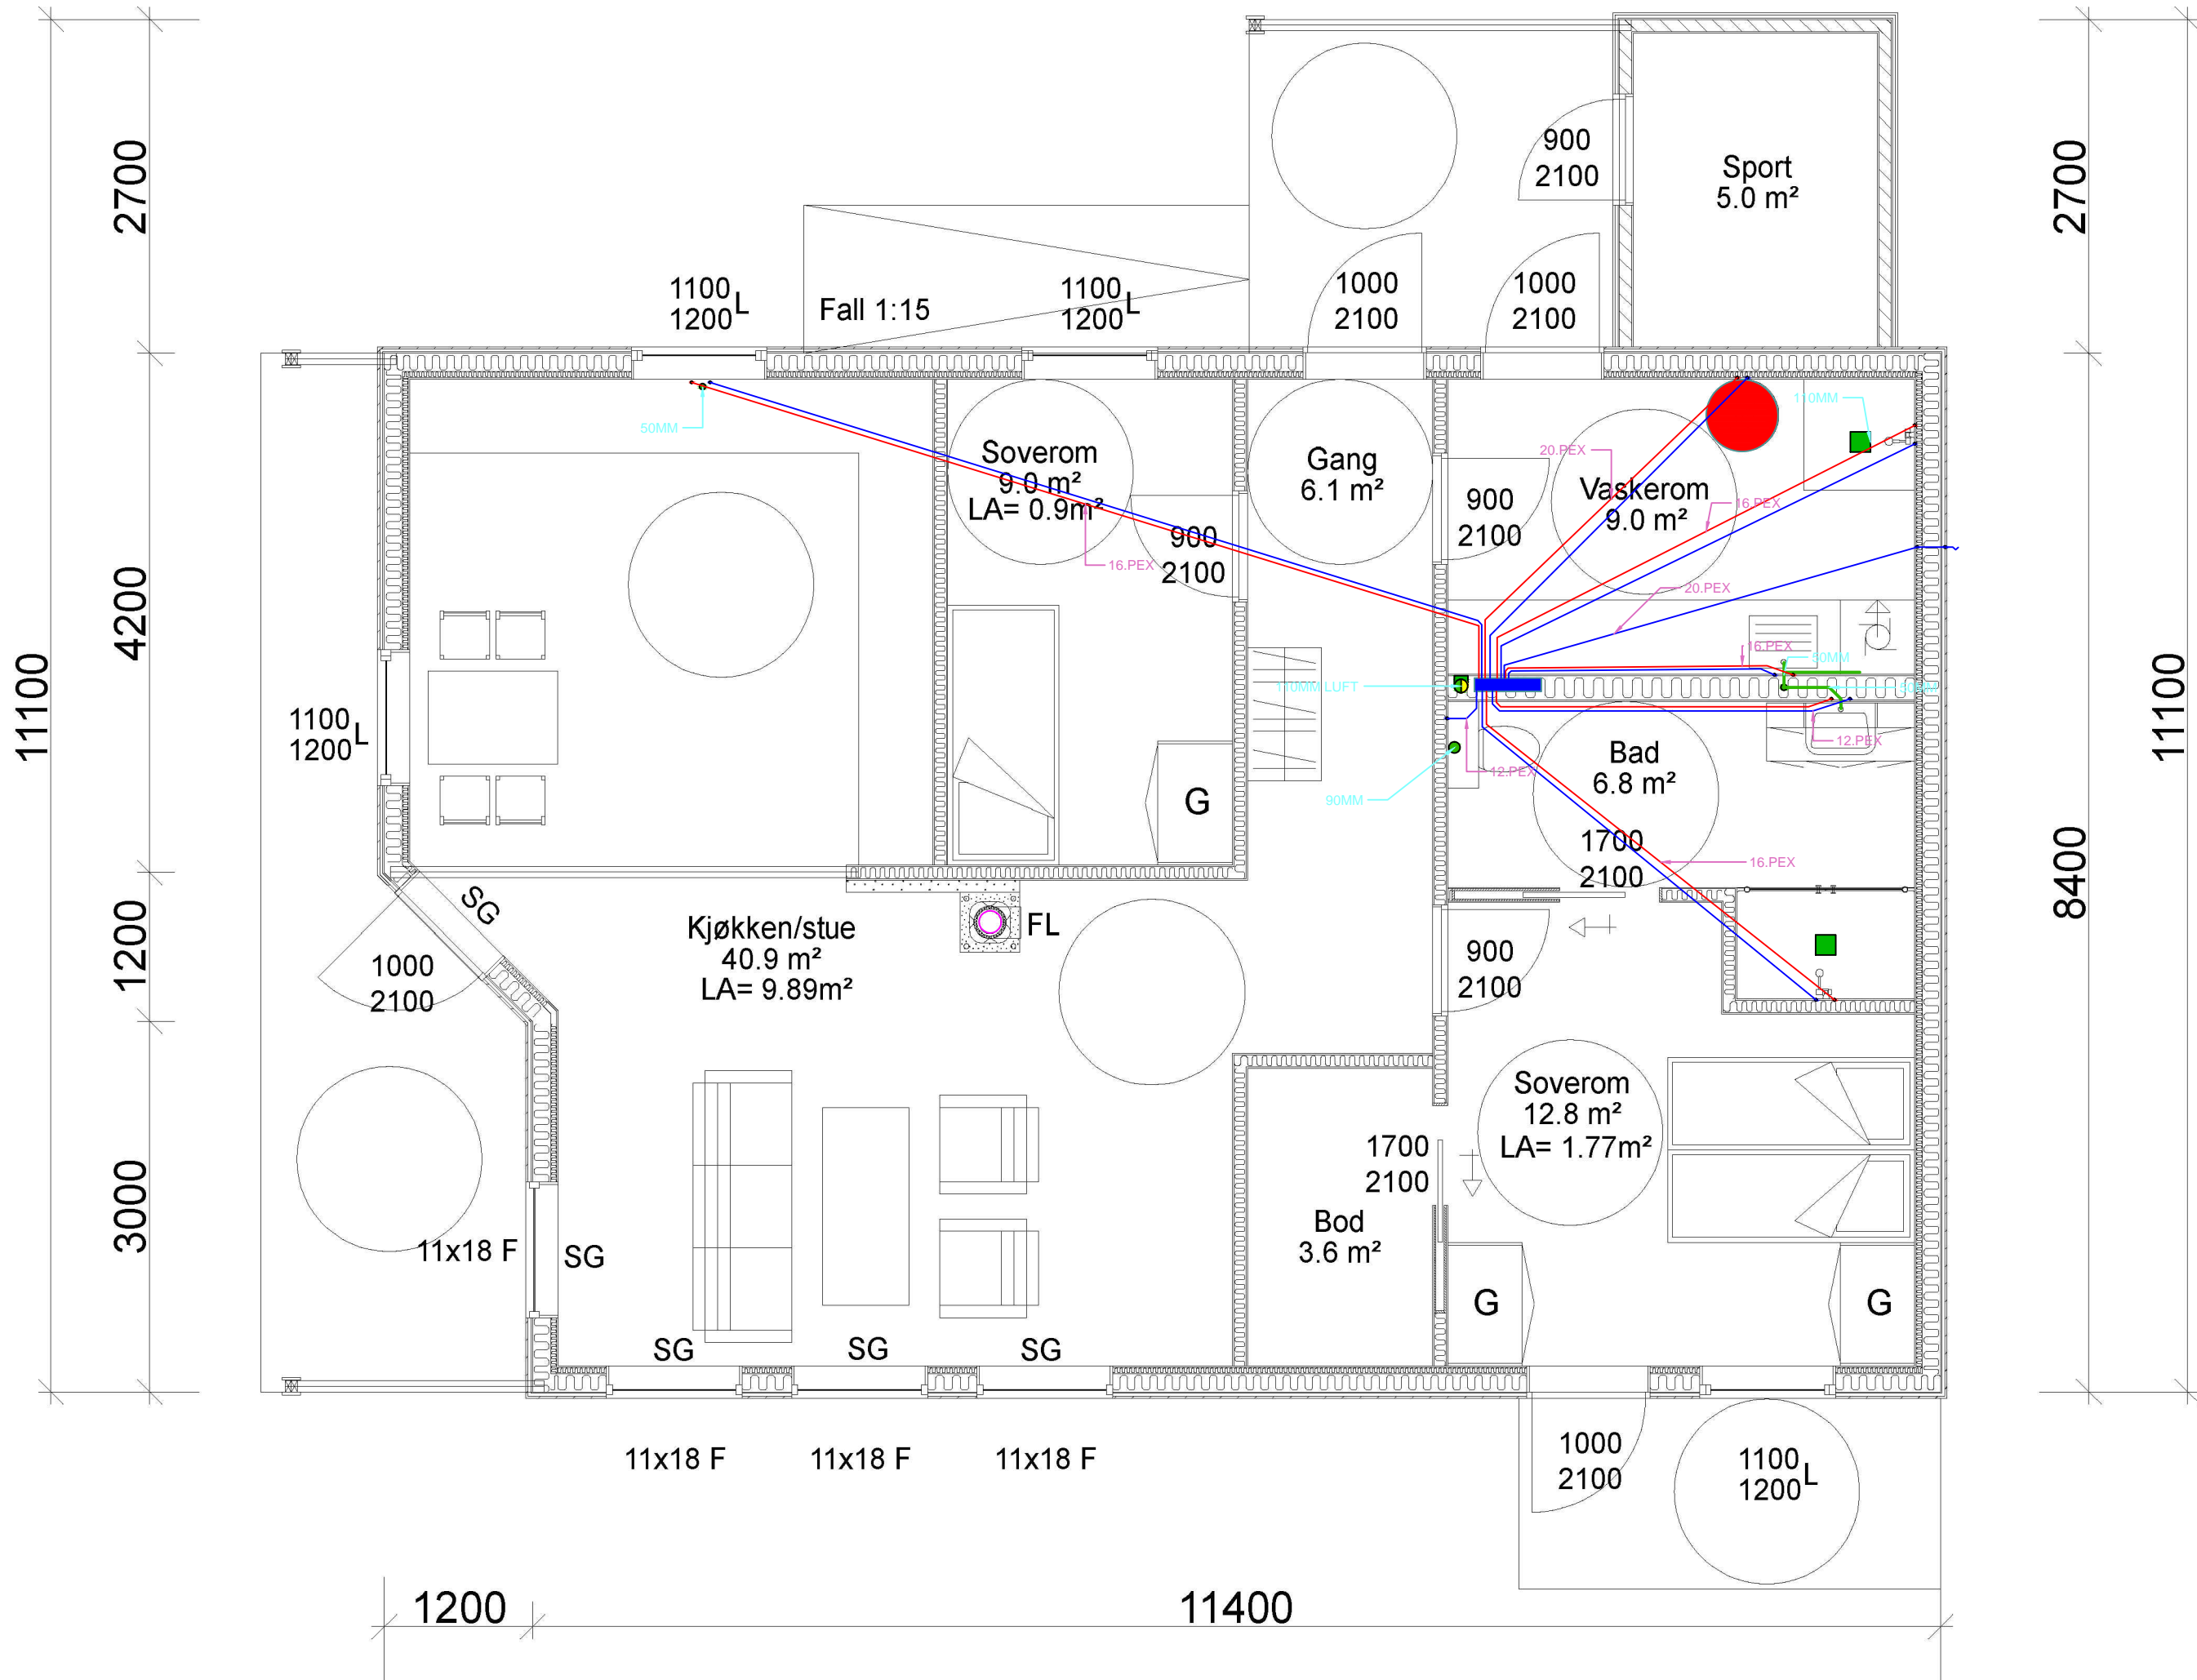 2700
4200
1200
3000
11100
2700
8400
11100
900
2100
Sport
5.0 m²
1100 L
1200
Fall 1:15
1100 L
1200
1000
2100
1000
2100
50MM
110MM
Soverom
9.0 m²
LA= 0.9m²
Gang
6.1 m²
20.PEX
Vaskerom
9.0 m²
16.PEX
900
2100
900
2100
16.PEX
20.PEX
16.PEX
50MM
50MM
110MM LUFT
1100 L
1200
12.PEX
12.PEX
90MM
Bad
6.8 m²
G
1700
2100
16.PEX
SG
Kjøkken/stue
40.9 m²
LA= 9.89m²
FL
1000
2100
900
2100
Soverom
12.8 m²
LA= 1.77m²
1700
2100
Bod
3.6 m²
11x18 F
SG
G
G
SG
SG
SG
11x18 F
11x18 F
11x18 F
1000
2100
1100 L
1200
1200
11400